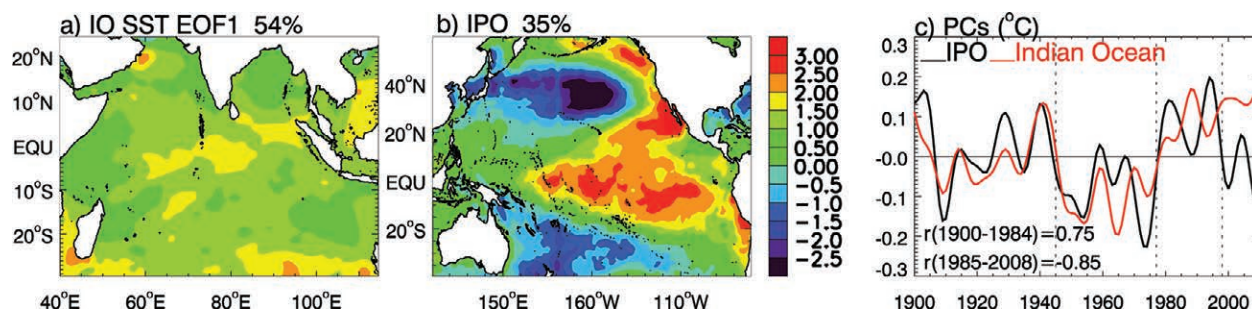 a) IO SST EOF1 54%
20°N
10°N
EQU
10°S
20°S
40°E 60°E 80°E 100°E
b) IPO 35%
40°N
20°N
EQU
20°S
150°E 160°W 110°W
3.00
2.50
2.00
1.50
1.00
0.50
0.00
-0.5
-1.0
-1.5
-2.0
-2.5
c) PCs (°C)
IPO Indian Ocean
0.3
0.2
0.1
-0.0
-0.1
-0.2
-0.3
r(1900-1984)=0.75
r(1985-2008)=-0.85
1900 1920 1940 1960 1980 2000